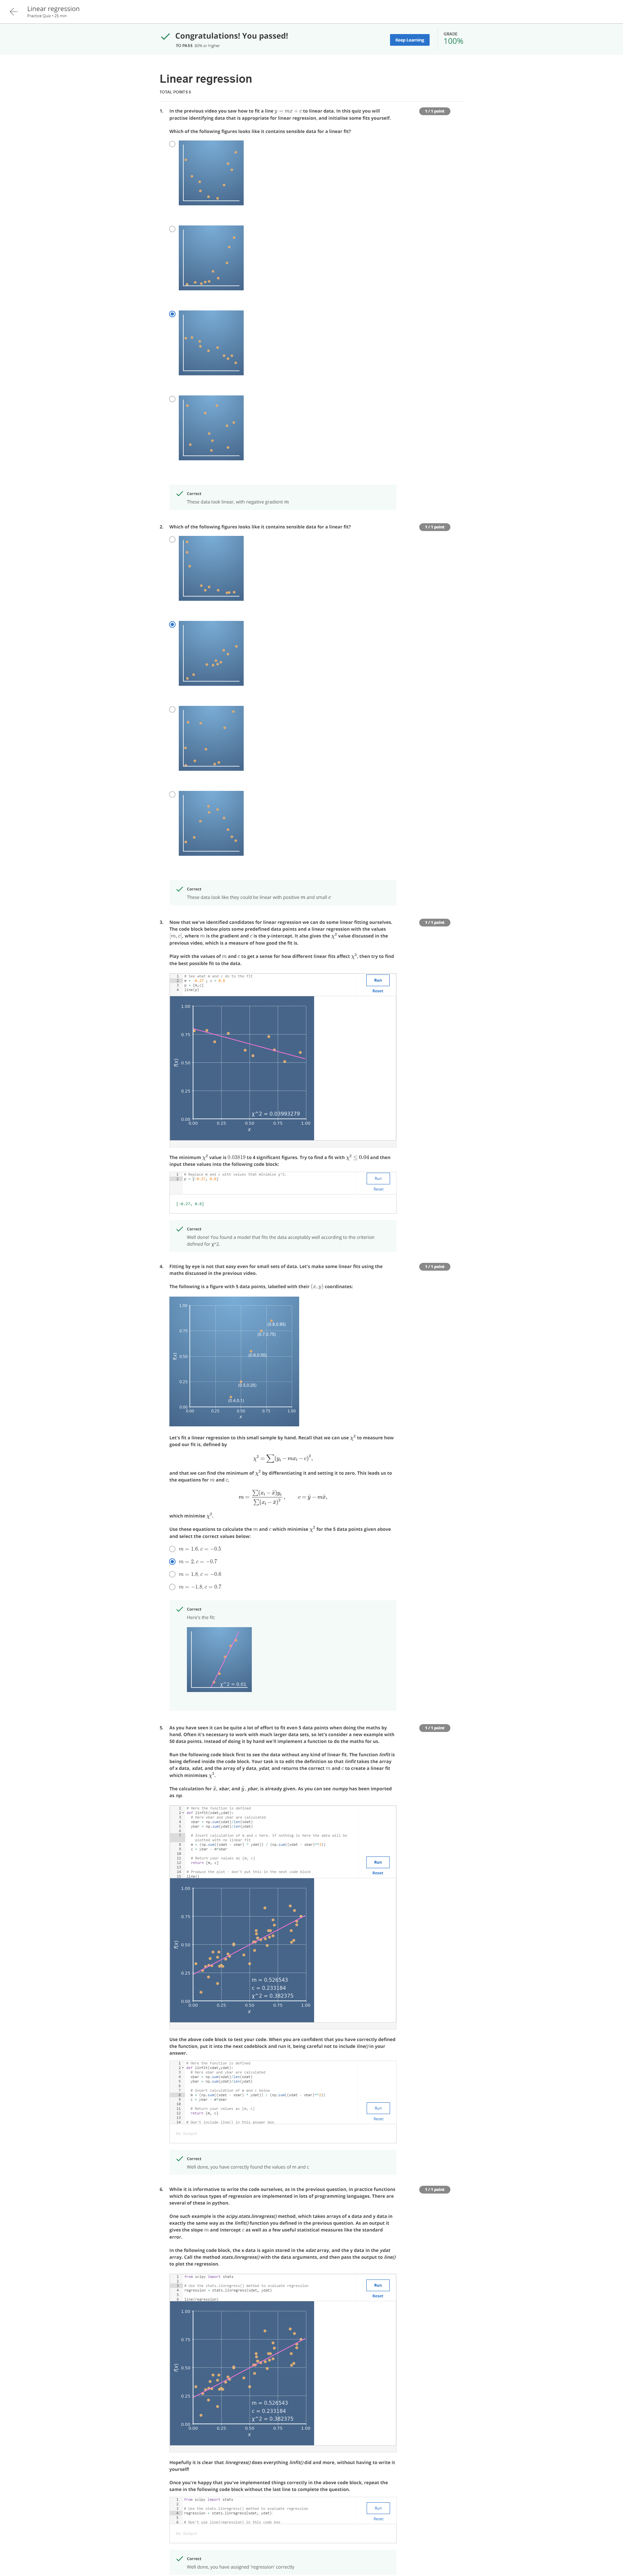 Linear regression
Practice Quiz • 25 min
Congratulations! You passed!
TO PASS 80% or higher
Keep Learning
GRADE
100%
Linear regression
TOTAL POINTS 6
1. In the previous video you saw how to fit a line y = mx + c to linear data. In this quiz you will
practise identifying data that is appropriate for linear regression, and initialise some fits yourself.
1 / 1 point
Which of the following figures looks like it contains sensible data for a linear fit?
Correct
These data look linear, with negative gradient m
2. Which of the following figures looks like it contains sensible data for a linear fit?
1 / 1 point
Correct
These data look like they could be linear with positive m and small c
3. Now that we've identified candidates for linear regression we can do some linear fitting ourselves.
The code block below plots some predefined data points and a linear regression with the values
[m, c], where m is the gradient and c is the y-intercept. It also gives the χ² value discussed in the
previous video, which is a measure of how good the fit is.
1 / 1 point
Play with the values of m and c to get a sense for how different linear fits affect χ², then try to find
the best possible fit to the data.
1 # See what m and c do to the fit
2 m = -0.27 ; c = 0.8
3 p = [m,c]
4 line(p)
Run
Reset
1.00
0.75
0.50
0.25
0.00
f(x)
χ^2 = 0.03993279
0.00 0.25 0.50 0.75 1.00
x
The minimum χ² value is 0.03819 to 4 significant figures. Try to find a fit with χ² ≤ 0.04 and then
input these values into the following code block:
1 # Replace m and c with values that minimise χ^2.
2 p = [-0.27, 0.8]
Run
Reset
[-0.27, 0.8]
Correct
Well done! You found a model that fits the data acceptably well according to the criterion
defined for χ^2.
4. Fitting by eye is not that easy even for small sets of data. Let's make some linear fits using the
maths discussed in the previous video.
1 / 1 point
The following is a figure with 5 data points, labelled with their (x, y) coordinates:
1.00
0.75
0.50
0.25
0.00
f(x)
(0.8,0.85)
(0.7,0.75)
(0.6,0.55)
(0.5,0.25)
(0.4,0.1)
0.00 0.25 0.50 0.75 1.00
x
Let's fit a linear regression to this small sample by hand. Recall that we can use χ² to measure how
good our fit is, defined by
χ² = ∑(yᵢ − mxᵢ − c)²,
and that we can find the minimum of χ² by differentiating it and setting it to zero. This leads us to
the equations for m and c,
m = ∑(xᵢ − x̄)yᵢ / ∑(xᵢ − x̄)², c = ȳ − mx̄,
which minimise χ².
Use these equations to calculate the m and c which minimise χ² for the 5 data points given above
and select the correct values below:
m = 1.6, c = −0.5
m = 2, c = −0.7
m = 1.8, c = −0.6
m = −1.8, c = 0.7
Correct
Here's the fit:
χ^2 = 0.01
5. As you have seen it can be quite a lot of effort to fit even 5 data points when doing the maths by
hand. Often it's necessary to work with much larger data sets, so let's consider a new example with
50 data points. Instead of doing it by hand we'll implement a function to do the maths for us.
1 / 1 point
Run the following code block first to see the data without any kind of linear fit. The function linfit is
being defined inside the code block. Your task is to edit the definition so that linfit takes the array
of x data, xdat, and the array of y data, ydat, and returns the correct m and c to create a linear fit
which minimises χ².
The calculation for x̄, xbar, and ȳ, ybar, is already given. As you can see numpy has been imported
as np.
1 # Here the function is defined
2 def linfit(xdat,ydat):
3 # Here xbar and ybar are calculated
4 xbar = np.sum(xdat)/len(xdat)
5 ybar = np.sum(ydat)/len(ydat)
6
7 # Insert calculation of m and c here. If nothing is here the data will be
plotted with no linear fit
8 m = (np.sum((xdat - xbar) * ydat)) / (np.sum((xdat - xbar)**2))
9 c = ybar - m*xbar
10
11 # Return your values as [m, c]
12 return [m, c]
13
14 # Produce the plot - don't put this in the next code block
15 line()
Run
Reset
1.00
0.75
0.50
0.25
0.00
f(x)
m = 0.526543
c = 0.233184
χ^2 = 0.382375
0.00 0.25 0.50 0.75 1.00
x
Use the above code block to test your code. When you are confident that you have correctly defined
the function, put it into the next codeblock and run it, being careful not to include line() in your
answer.
1 # Here the function is defined
2 def linfit(xdat,ydat):
3 # Here xbar and ybar are calculated
4 xbar = np.sum(xdat)/len(xdat)
5 ybar = np.sum(ydat)/len(ydat)
6
7 # Insert calculation of m and c below
8 m = (np.sum((xdat - xbar) * ydat)) / (np.sum((xdat - xbar)**2))
9 c = ybar - m*xbar
10
11 # Return your values as [m, c]
12 return [m, c]
13
14 # Don't include line() in this answer box.
Run
Reset
No Output
Correct
Well done, you have correctly found the values of m and c
6. While it is informative to write the code ourselves, as in the previous question, in practice functions
which do various types of regression are implemented in lots of programming languages. There are
several of these in python.
1 / 1 point
One such example is the scipy.stats.linregress() method, which takes arrays of x data and y data in
exactly the same way as the linfit() function you defined in the previous question. As an output it
gives the slope m and intercept c as well as a few useful statistical measures like the standard
error.
In the following code block, the x data is again stored in the xdat array, and the y data in the ydat
array. Call the method stats.linregress() with the data arguments, and then pass the output to line()
to plot the regression.
1 from scipy import stats
2
3 # Use the stats.linregress() method to evaluate regression
4 regression = stats.linregress(xdat, ydat)
5
6 line(regression)
Run
Reset
1.00
0.75
0.50
0.25
0.00
f(x)
m = 0.526543
c = 0.233184
χ^2 = 0.382375
0.00 0.25 0.50 0.75 1.00
x
Hopefully it is clear that linregress() does everything linfit() did and more, without having to write it
yourself!
Once you're happy that you've implemented things correctly in the above code block, repeat the
same in the following code block without the last line to complete the question.
1 from scipy import stats
2
3 # Use the stats.linregress() method to evaluate regression
4 regression = stats.linregress(xdat, ydat)
5
6 # Don't use line(regression) in this code box
Run
Reset
No Output
Correct
Well done, you have assigned 'regression' correctly